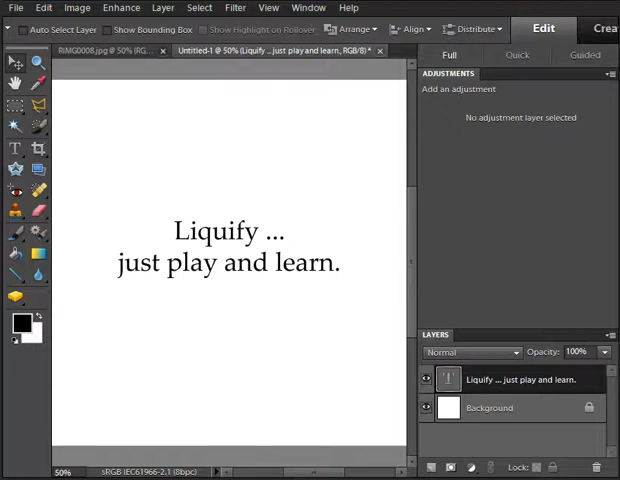 File Edit Image Enhance Layer Select Filter View Window Help
Auto Select Layer Show Bounding Box Show Highlight on Rollover Arrange Align Distribute Edit Crea
RIMG0008.jpg @ 50% (RG... Untitled-1 @ 50% (Liquify ...just play and learn, RGB/8) * Full Quick Guided
ADJUSTMENTS
Add an adjustment
No adjustment layer selected
Liquify ...
just play and learn.
LAYERS
Normal Opacity: 100%
Liquify ... just play and learn.
Background
50% sRGB IEC61966-2.1 (8bpc) Lock: